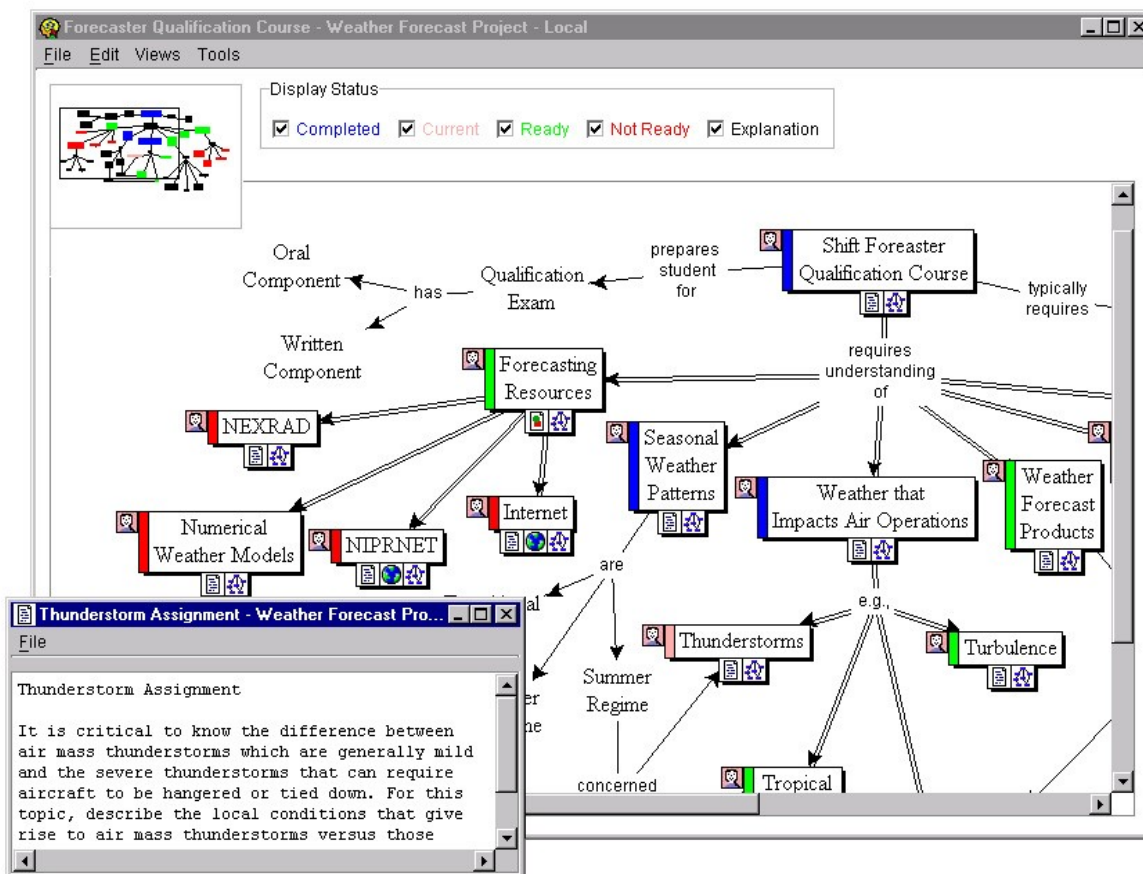 Forecaster Qualification Course - Weather Forecast Project - Local
File Edit Views Tools
Display Status
Completed Current Ready Not Ready Explanation
Oral
Component
has
Written
Component
Qualification
Exam
prepares
student
for
Shift Foreaster
Qualification Course
typically
requires
requires
understanding
of
Forecasting
Resources
NEXRAD
Numerical
Weather Models
NIPRNET
Internet
Seasonal
Weather
Patterns
Weather that
Impacts Air Operations
Weather
Forecast
Products
are
e.g.,
Thunderstorms
Turbulence
Summer
Regime
concerned
Tropical
Thunderstorm Assignment - Weather Forecast Pro...
File
Thunderstorm Assignment
It is critical to know the difference between
air mass thunderstorms which are generally mild
and the severe thunderstorms that can require
aircraft to be hangered or tied down. For this
topic, describe the local conditions that give
rise to air mass thunderstorms versus those